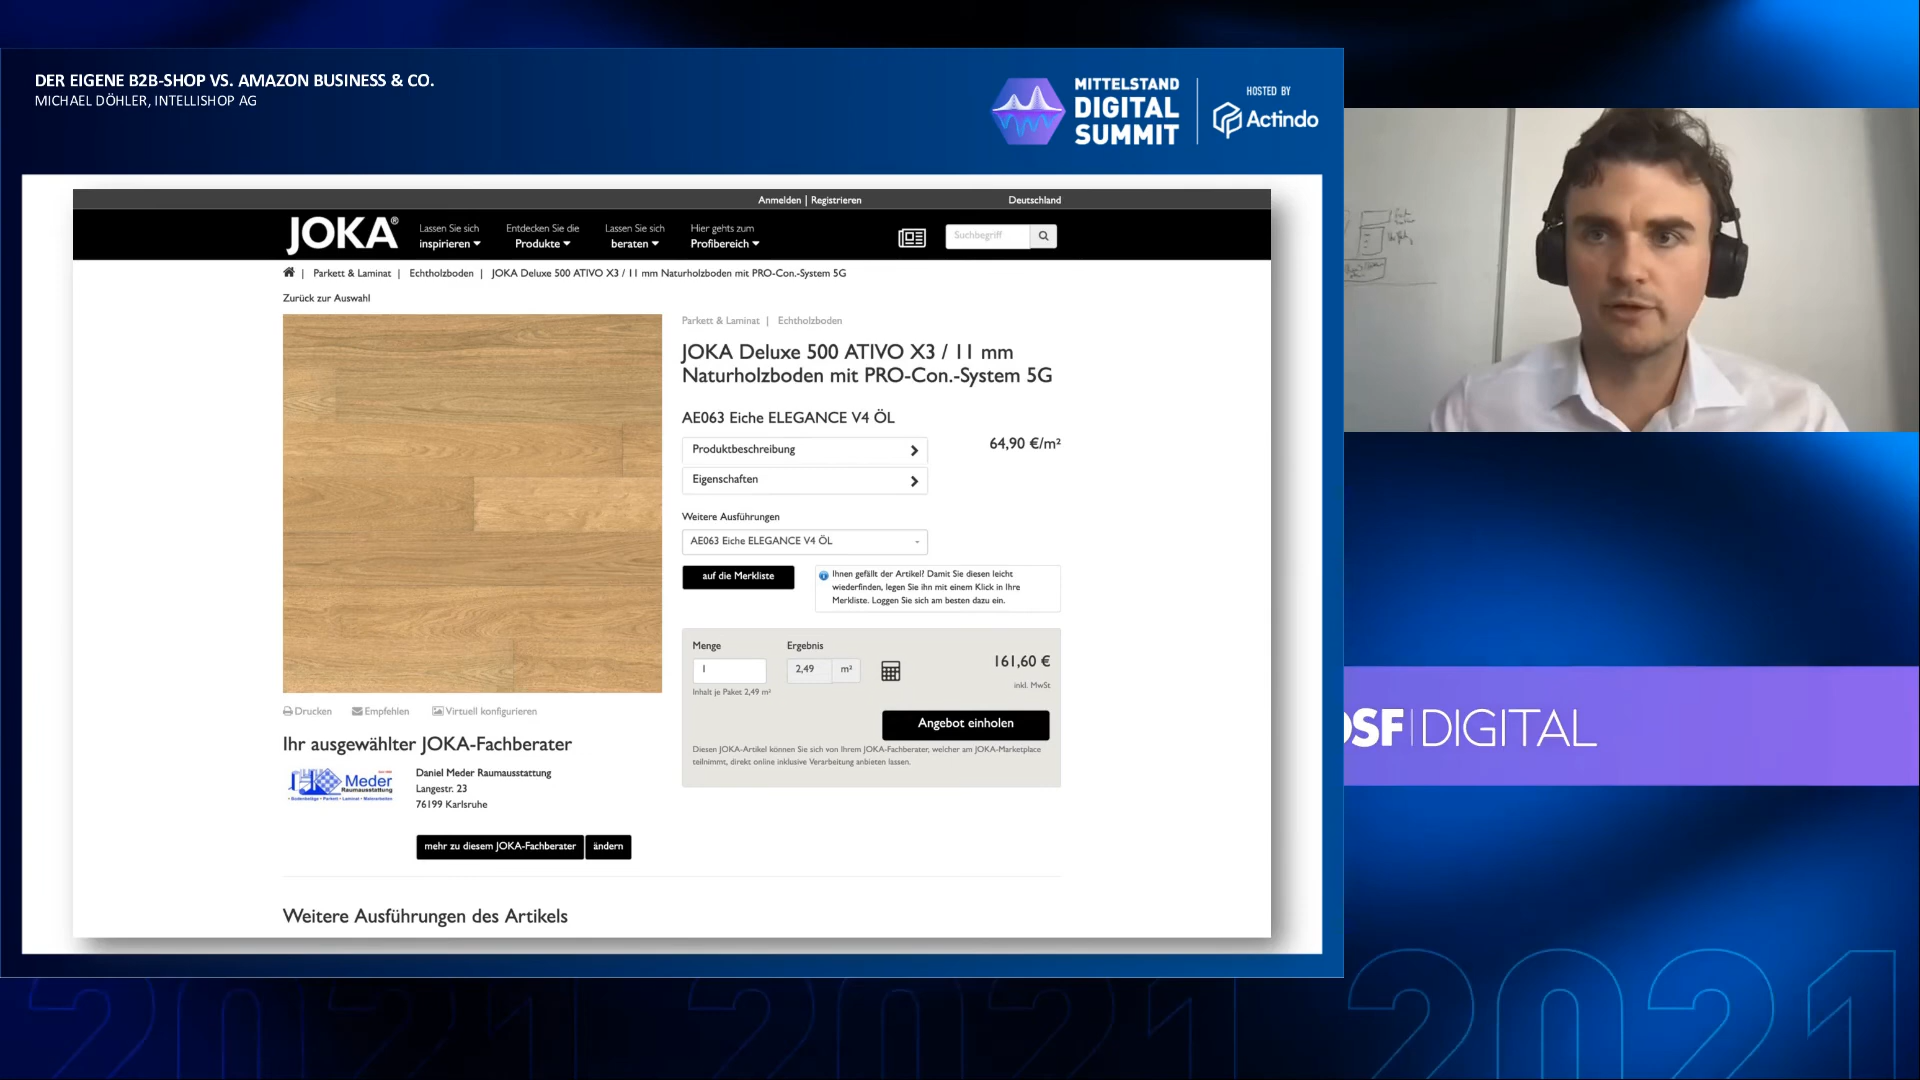 DER EIGENE B2B-SHOP VS. AMAZON BUSINESS & CO.
MICHAEL DÖHLER, INTELLISHOP AG
MITTELSTAND
DIGITAL
SUMMIT
HOSTED BY
Actindo
Anmelden | Registrieren
Deutschland
JOKA®
Lassen Sie sich
inspirieren
Entdecken Sie die
Produkte
Lassen Sie sich
beraten
Hier gehts zum
Profibereich
Suchbegriff
| Parkett & Laminat | Echtholzboden | JOKA Deluxe 500 ATIVO X3 / 11 mm Naturholzboden mit PRO-Con.-System 5G
Zurück zur Auswahl
Parkett & Laminat | Echtholzboden
JOKA Deluxe 500 ATIVO X3 / 11 mm
Naturholzboden mit PRO-Con.-System 5G
AE063 Eiche ELEGANCE V4 ÖL
Produktbeschreibung
64,90 €/m²
Eigenschaften
Weitere Ausführungen
AE063 Eiche ELEGANCE V4 ÖL
auf die Merkliste
Ihnen gefällt der Artikel? Damit Sie diesen leicht
wiederfinden, legen Sie ihn mit einem Klick in Ihre
Merkliste. Loggen Sie sich am besten dazu ein.
Menge
Ergebnis
1
2,49
m²
161,60 €
Inhalt je Paket 2,49 m²
inkl. MwSt
Angebot einholen
Diesen JOKA-Artikel können Sie sich von Ihrem JOKA-Fachberater, welcher am JOKA-Marketplace
teilnimmt, direkt online inklusive Verarbeitung anbieten lassen.
Drucken
Empfehlen
Virtuell konfigurieren
Ihr ausgewählter JOKA-Fachberater
Meder
Raumausstattung
Daniel Meder Raumausstattung
Langestr. 23
76199 Karlsruhe
mehr zu diesem JOKA-Fachberater
ändern
Weitere Ausführungen des Artikels
OSF|DIGITAL
2021 2021 2021